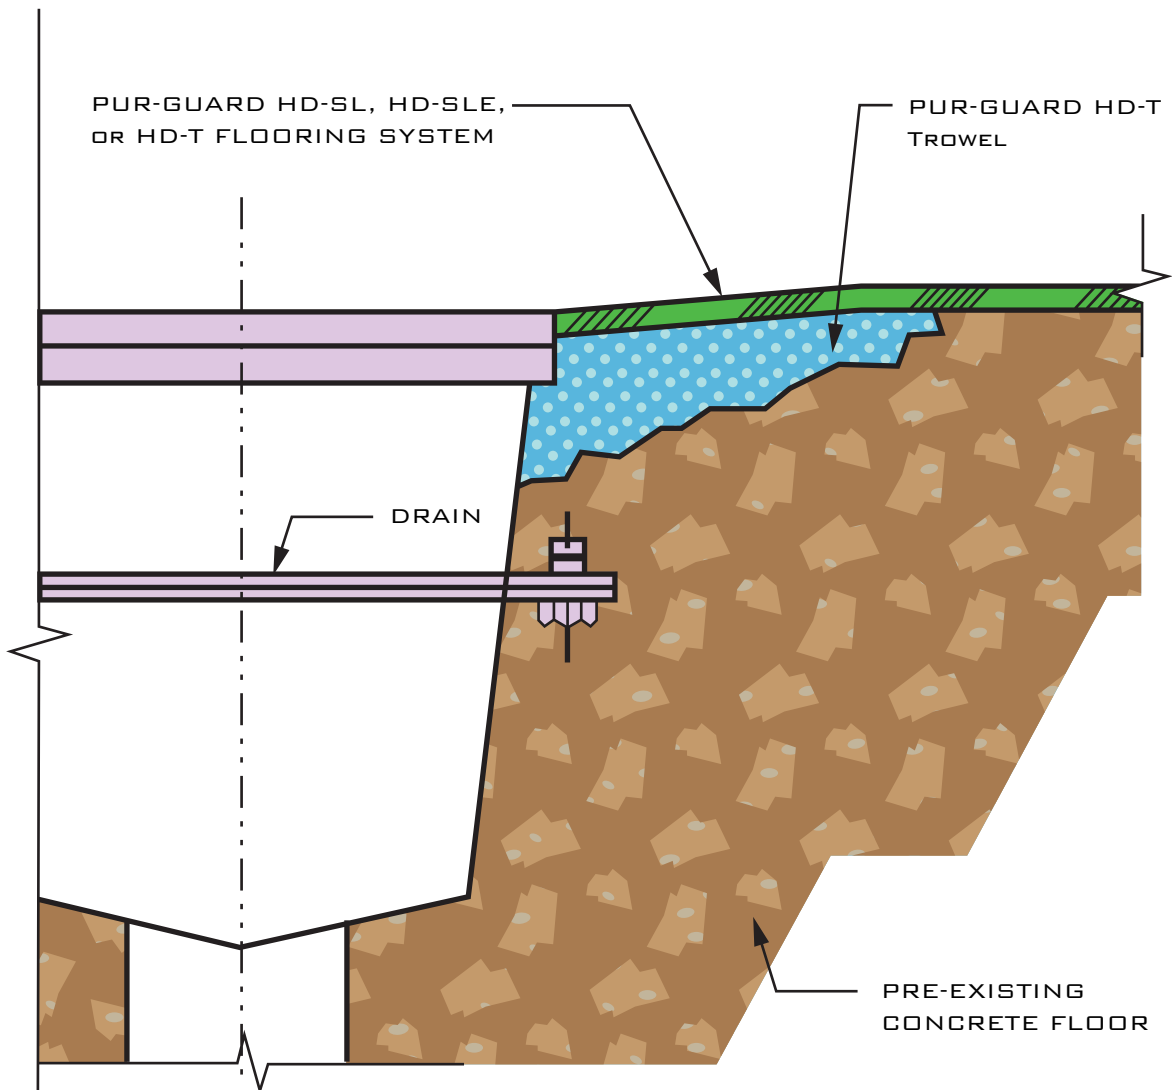 PUR-GUARD HD-SL, HD-SLE,
OR HD-T FLOORING SYSTEM
PUR-GUARD HD-T
TROWEL
DRAIN
PRE-EXISTING
CONCRETE FLOOR